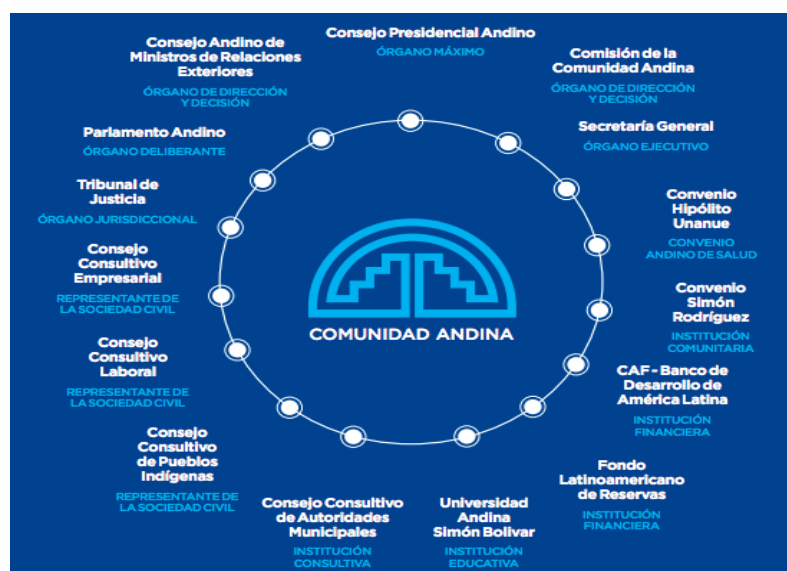 Consejo Presidencial Andino
ÓRGANO MÁXIMO
Comisión de la
Comunidad Andina
ÓRGANO DE DIRECCIÓN
Y DECISIÓN
Secretaría General
ÓRGANO EJECUTIVO
Convenio
Hipólito
Unanue
CONVENIO
ANDINO DE SALUD
Convenio
Simón
Rodríguez
INSTITUCIÓN
COMUNITARIA
CAF - Banco de
Desarrollo de
América Latina
INSTITUCIÓN
FINANCIERA
Fondo
Latinoamericano
de Reservas
INSTITUCIÓN
FINANCIERA
Universidad
Andina
Simón Bolivar
INSTITUCIÓN
EDUCATIVA
Consejo Consultivo
de Autoridades
Municipales
INSTITUCIÓN
CONSULTIVA
Consejo
Consultivo
de Pueblos
Indígenas
REPRESENTANTE DE
LA SOCIEDAD CIVIL
Consejo
Consultivo
Laboral
REPRESENTANTE DE
LA SOCIEDAD CIVIL
Consejo
Consultivo
Empresarial
REPRESENTANTE DE
LA SOCIEDAD CIVIL
Tribunal de
Justicia
ÓRGANO JURISDICCIONAL
Parlamento Andino
ÓRGANO DELIBERANTE
Consejo Andino de
Ministros de Relaciones
Exteriores
ÓRGANO DE DIRECCIÓN
Y DECISIÓN
COMUNIDAD ANDINA